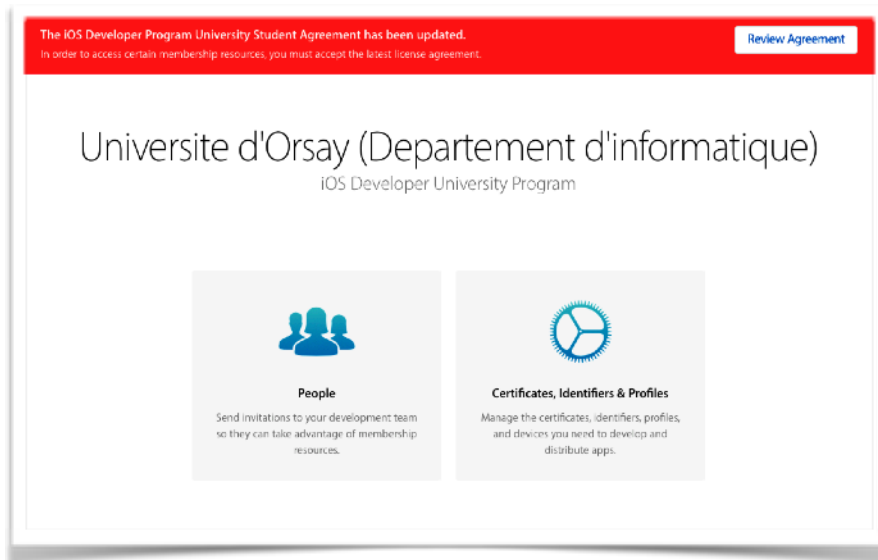 The iOS Developer Program University Student Agreement has been updated.
In order to access certain membership resources, you must accept the latest license agreement.
Review Agreement
Universite d'Orsay (Departement d'informatique)
iOS Developer University Program
People
Send invitations to your development team
so they can take advantage of membership
resources.
Certificates, Identifiers & Profiles
Manage the certificates, identifiers, profiles,
and devices you need to develop and
distribute apps.